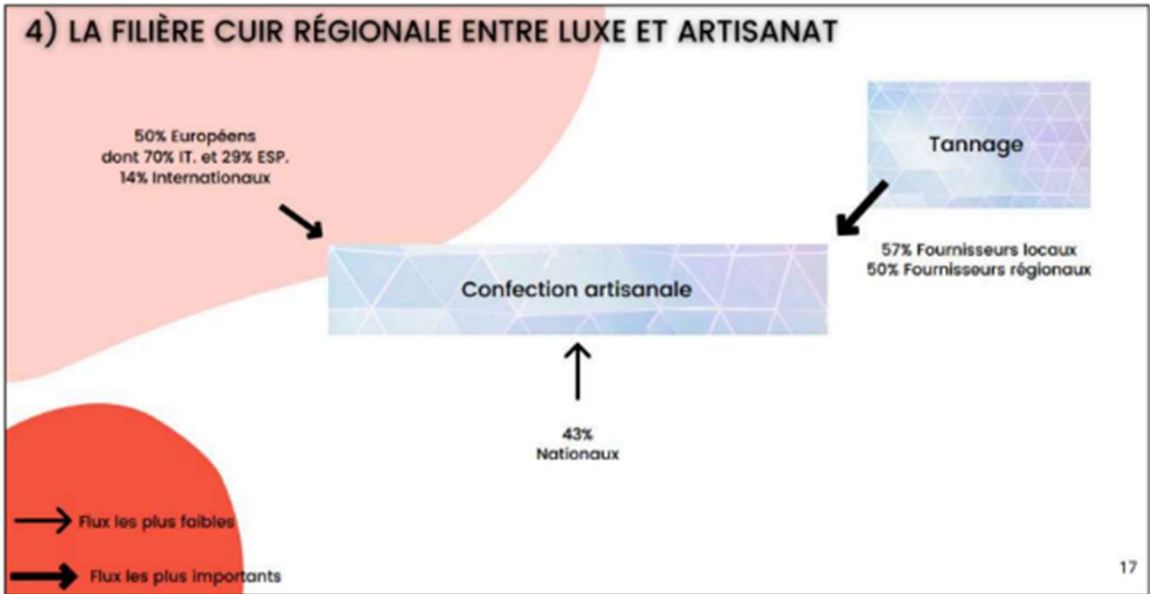 4) LA FILIÈRE CUIR RÉGIONALE ENTRE LUXE ET ARTISANAT
50% Européens
dont 70% IT. et 29% ESP.
14% Internationaux
Tannage
57% Fournisseurs locaux
50% Fournisseurs régionaux
Confection artisanale
43%
Nationaux
Flux les plus faibles
Flux les plus importants
17